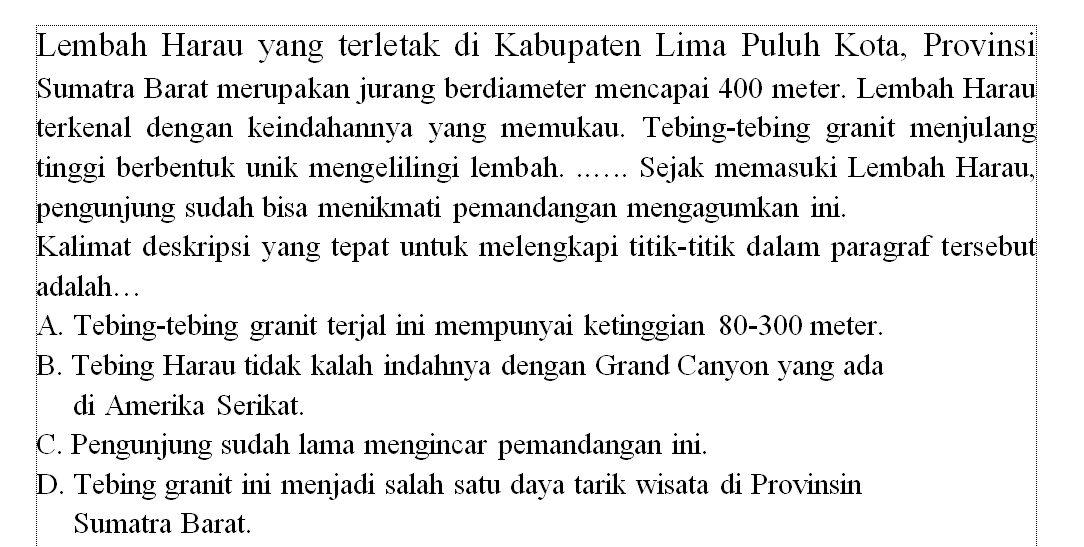 Lembah Harau yang terletak di Kabupaten Lima Puluh Kota, Provinsi
Sumatra Barat merupakan jurang berdiameter mencapai 400 meter. Lembah Harau
terkenal dengan keindahannya yang memukau. Tebing-tebing granit menjulang
tinggi berbentuk unik mengelilingi lembah. …… Sejak memasuki Lembah Harau,
pengunjung sudah bisa menikmati pemandangan mengagumkan ini.
Kalimat deskripsi yang tepat untuk melengkapi titik-titik dalam paragraf tersebut
adalah…
A. Tebing-tebing granit terjal ini mempunyai ketinggian 80-300 meter.
B. Tebing Harau tidak kalah indahnya dengan Grand Canyon yang ada
di Amerika Serikat.
C. Pengunjung sudah lama mengincar pemandangan ini.
D. Tebing granit ini menjadi salah satu daya tarik wisata di Provinsin
Sumatra Barat.